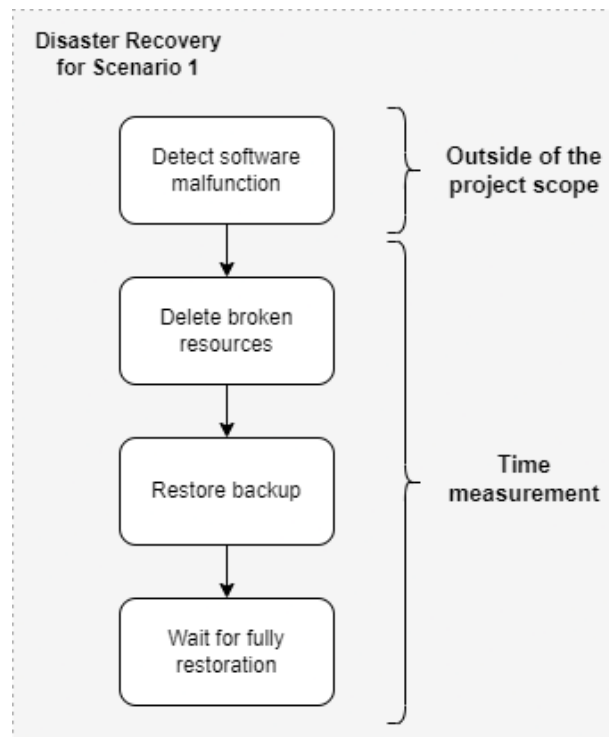 Disaster Recovery
for Scenario 1
Detect software
malfunction
Outside of the
project scope
Delete broken
resources
Restore backup
Time
measurement
Wait for fully
restoration